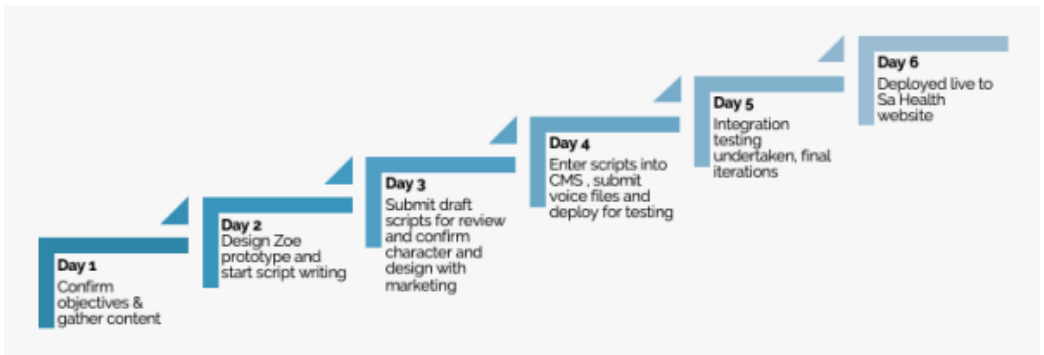 Day 1
Confirm
objectives &
gather content
Day 2
Design Zoe
prototype and
start script writing
Day 3
Submit draft
scripts for review
and confirm
character and
design with
marketing
Day 4
Enter scripts into
CMS , submit
voice files and
deploy for testing
Day 5
Integration
testing
undertaken, final
iterations
Day 6
Deployed live to
Sa Health
website